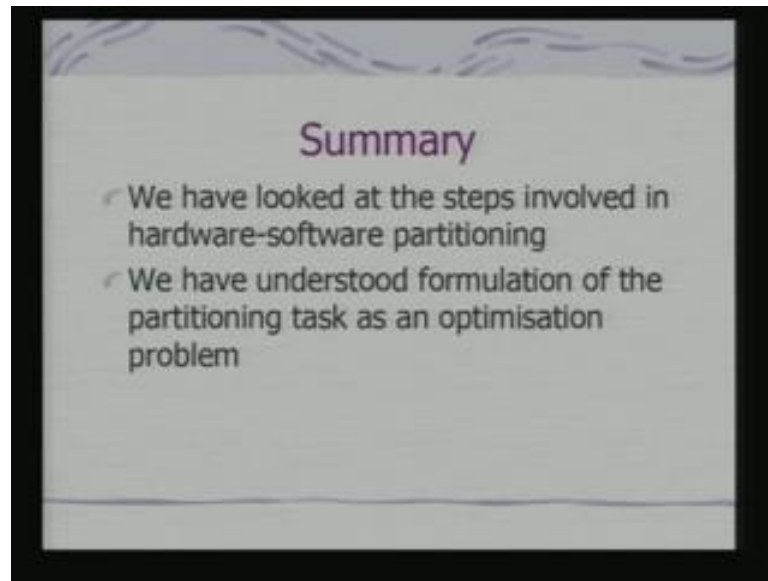 Summary
We have looked at the steps involved in
hardware-software partitioning
We have understood formulation of the
partitioning task as an optimisation
problem